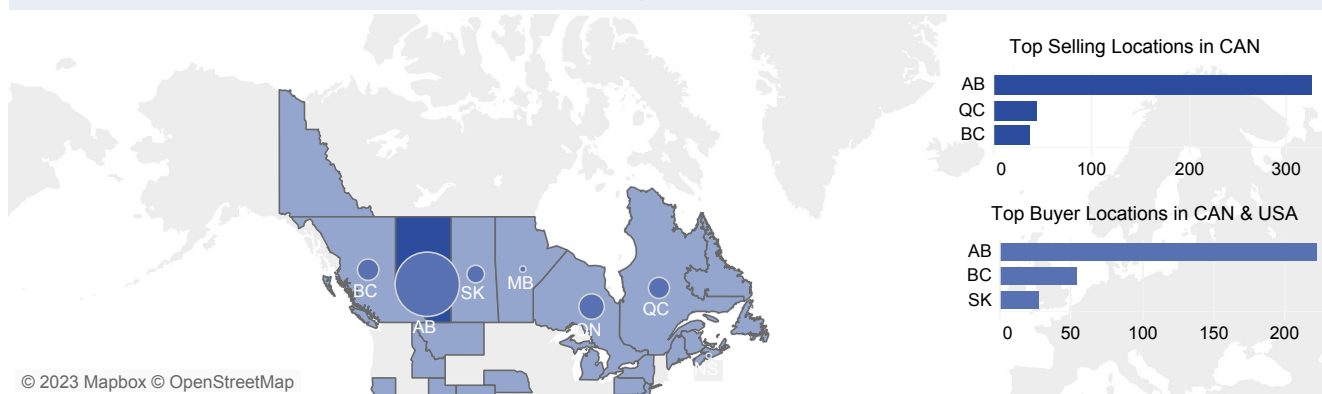 Top Selling Locations in CAN
AB
QC
BC
0 100 200 300
Top Buyer Locations in CAN & USA
AB
BC
SK
0 50 100 150 200
BC
AB
SK
MB
ON
QC
NS
© 2023 Mapbox © OpenStreetMap